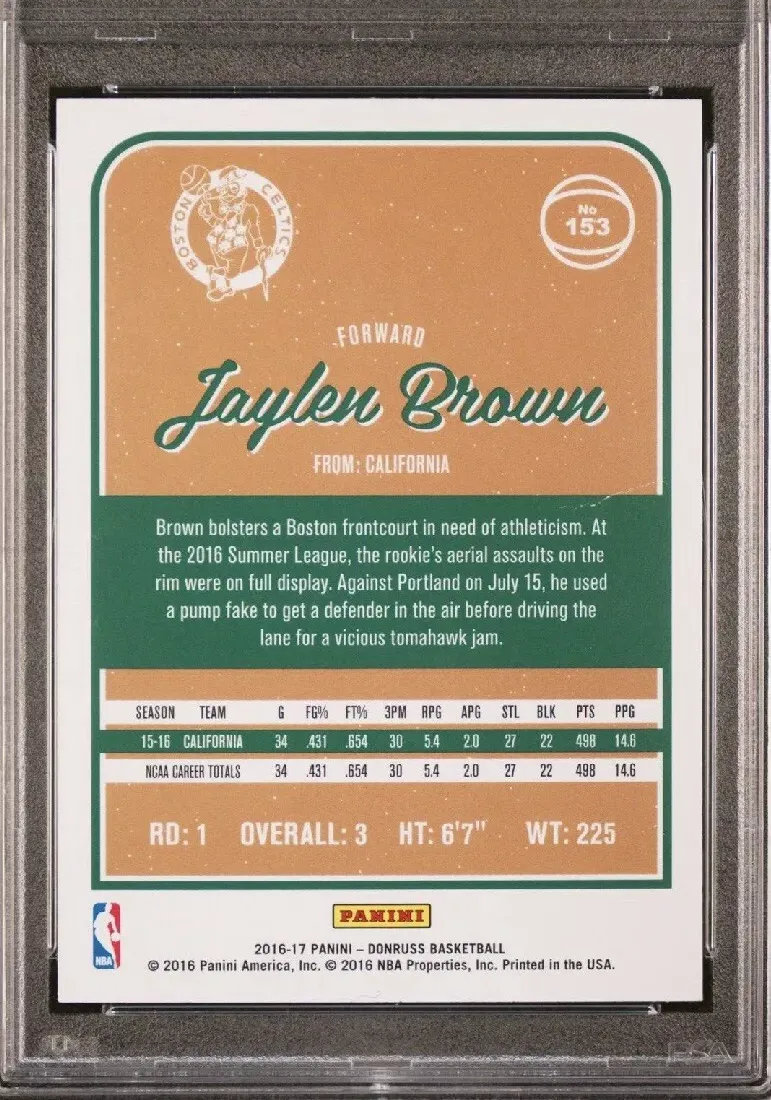 BOSTON CELTICS
No
153
FORWARD
Jaylen Brown
FROM: CALIFORNIA
Brown bolsters a Boston frontcourt in need of athleticism. At
the 2016 Summer League, the rookie's aerial assaults on the
rim were on full display. Against Portland on July 15, he used
a pump fake to get a defender in the air before driving the
lane for a vicious tomahawk jam.
SEASON TEAM G FG% FT% 3PM RPG APG STL BLK PTS PPG
15-16 CALIFORNIA 34 .431 .654 30 5.4 2.0 27 22 498 14.6
NCAA CAREER TOTALS 34 .431 .654 30 5.4 2.0 27 22 498 14.6
RD: 1 OVERALL: 3 HT: 6'7" WT: 225
PANINI
NBA
2016-17 PANINI – DONRUSS BASKETBALL
© 2016 Panini America, Inc. © 2016 NBA Properties, Inc. Printed in the USA.
PSA